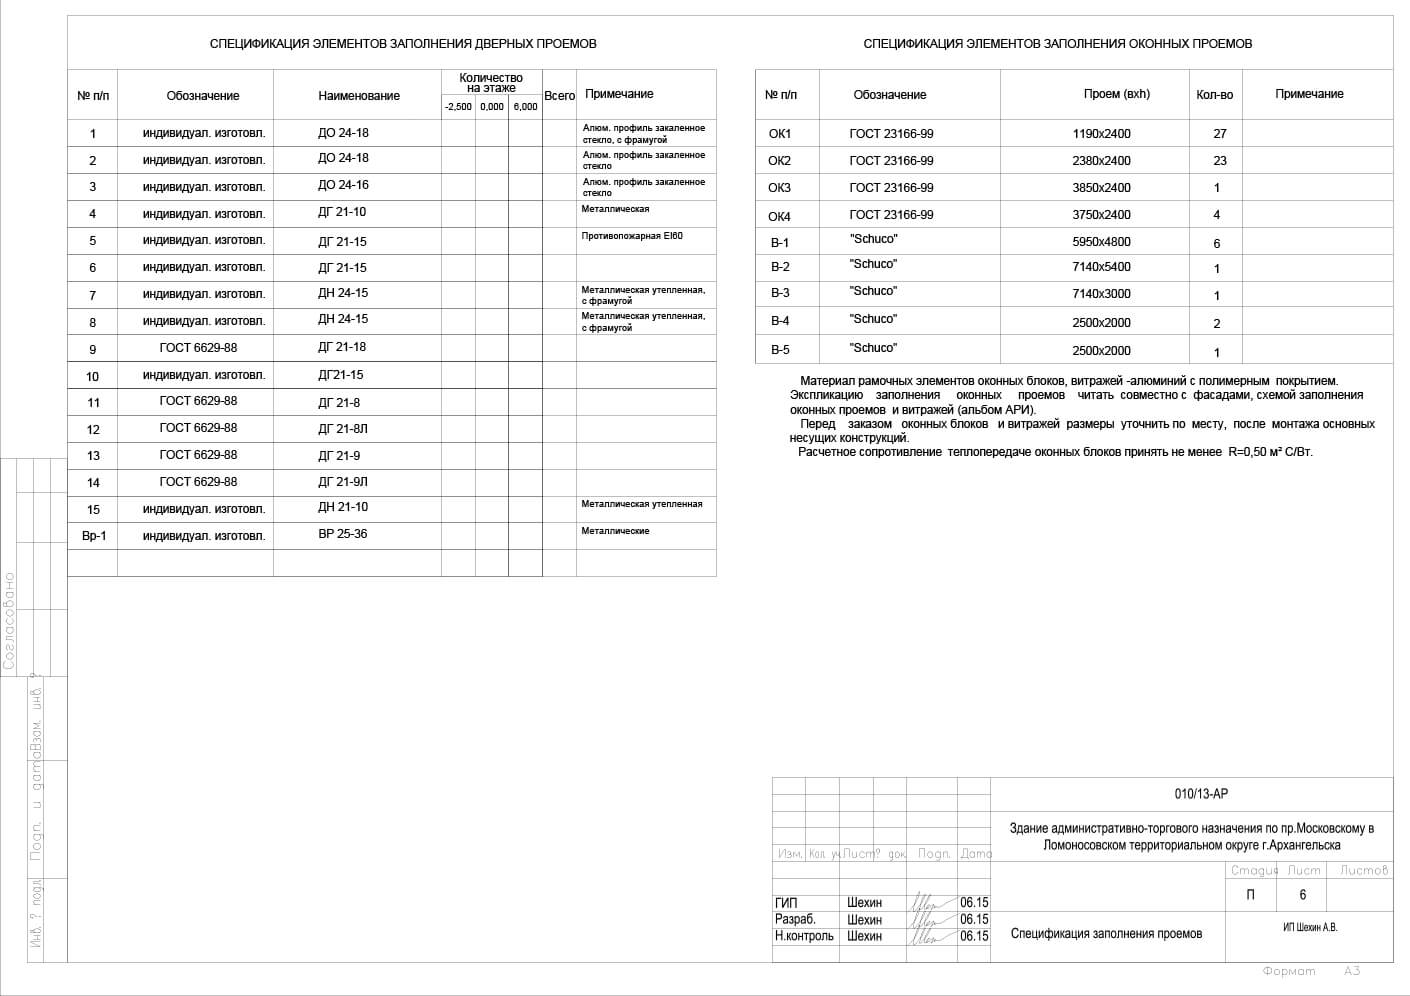 СПЕЦИФИКАЦИЯ ЭЛЕМЕНТОВ ЗАПОЛНЕНИЯ ДВЕРНЫХ ПРОЕМОВ
№ п/п Обозначение Наименование Количество на этаже Всего Примечание
-2,500 0,000 6,000
1 индивидуал. изготовл. ДО 24-18 Алюм. профиль закаленное стекло, с фрамугой
2 индивидуал. изготовл. ДО 24-18 Алюм. профиль закаленное стекло
3 индивидуал. изготовл. ДО 24-16 Алюм. профиль закаленное стекло
4 индивидуал. изготовл. ДГ 21-10 Металлическая
5 индивидуал. изготовл. ДГ 21-15 Противопожарная EI60
6 индивидуал. изготовл. ДГ 21-15
7 индивидуал. изготовл. ДН 24-15 Металлическая утепленная, с фрамугой
8 индивидуал. изготовл. ДН 24-15 Металлическая утепленная, с фрамугой
9 ГОСТ 6629-88 ДГ 21-18
10 индивидуал. изготовл. ДГ21-15
11 ГОСТ 6629-88 ДГ 21-8
12 ГОСТ 6629-88 ДГ 21-8Л
13 ГОСТ 6629-88 ДГ 21-9
14 ГОСТ 6629-88 ДГ 21-9Л
15 индивидуал. изготовл. ДН 21-10 Металлическая утепленная
Вр-1 индивидуал. изготовл. ВР 25-36 Металлические
СПЕЦИФИКАЦИЯ ЭЛЕМЕНТОВ ЗАПОЛНЕНИЯ ОКОННЫХ ПРОЕМОВ
№ п/п Обозначение Проем (вхh) Кол-во Примечание
ОК1 ГОСТ 23166-99 1190х2400 27
ОК2 ГОСТ 23166-99 2380х2400 23
ОК3 ГОСТ 23166-99 3850х2400 1
ОК4 ГОСТ 23166-99 3750х2400 4
В-1 "Schuco" 5950х4800 6
В-2 "Schuco" 7140х5400 1
В-3 "Schuco" 7140х3000 1
В-4 "Schuco" 2500х2000 2
В-5 "Schuco" 2500х2000 1
Материал рамочных элементов оконных блоков, витражей -алюминий с полимерным покрытием.
Экспликацию заполнения оконных проемов читать совместно с фасадами, схемой заполнения
оконных проемов и витражей (альбом АРИ).
Перед заказом оконных блоков и витражей размеры уточнить по месту, после монтажа основных
несущих конструкций.
Расчетное сопротивление теплопередаче оконных блоков принять не менее R=0,50 м² С/Вт.
Согласовано
Взам. инв. ?
Подп. и дата
Инв. ? подл
010/13-АР
Здание административно-торгового назначения по пр.Московскому в
Ломоносовском территориальном округе г.Архангельска
Изм. Кол. уч. Лист ? док. Подп. Дата
Стадия Лист Листов
П 6
ГИП Шехин 06.15
Разраб. Шехин 06.15
Н.контроль Шехин 06.15
Спецификация заполнения проемов
ИП Шехин А.В.
Формат А3